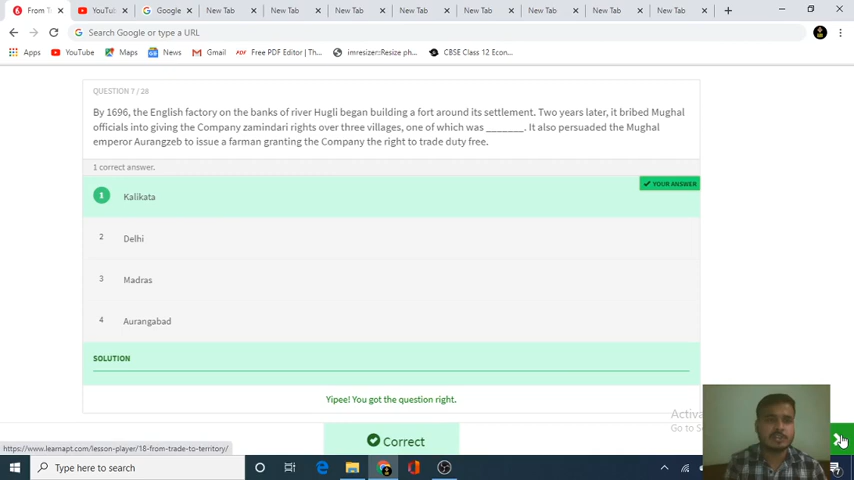 From T
YouTub
Google
New Tab
New Tab
New Tab
New Tab
New Tab
New Tab
New Tab
New Tab
Search Google or type a URL
Apps
YouTube
Maps
News
Gmail
PDF Free PDF Editor | Th...
imresizer:Resize ph...
CBSE Class 12 Econ...
QUESTION 7 / 28
By 1696, the English factory on the banks of river Hugli began building a fort around its settlement. Two years later, it bribed Mughal
officials into giving the Company zamindari rights over three villages, one of which was _______. It also persuaded the Mughal
emperor Aurangzeb to issue a farman granting the Company the right to trade duty free.
1 correct answer.
YOUR ANSWER
1 Kalikata
2 Delhi
3 Madras
4 Aurangabad
SOLUTION
Yipee! You got the question right.
Activa
Go to S
Correct
https://www.learnapt.com/lesson-player/18-from-trade-to-territory/
Type here to search